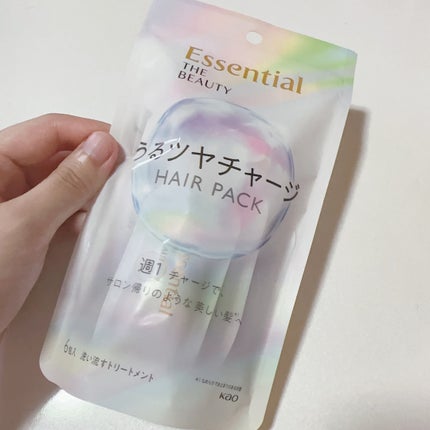 Essential
THE
BEAUTY
うるツヤチャージ
HAIR PACK
週1 チャージで、
サロン帰りのような 美しい髪へ
6包入 洗い流すトリートメント
kao